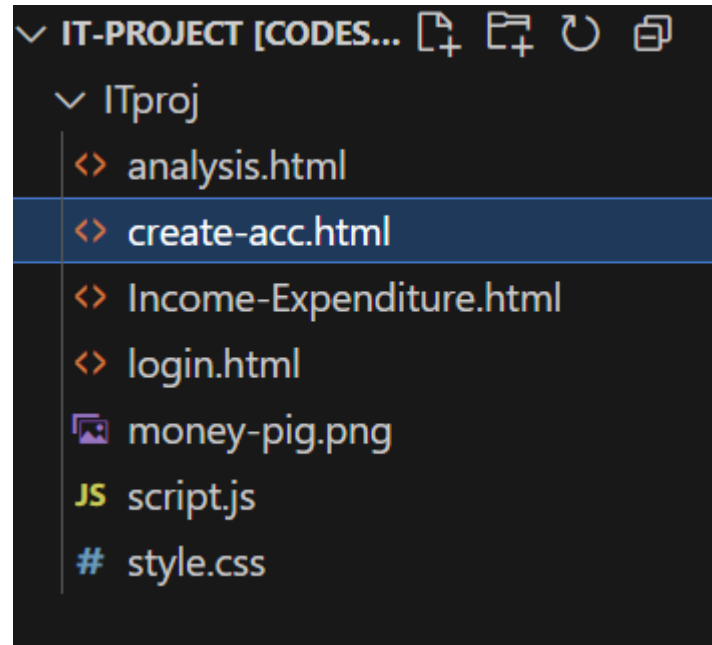 IT-PROJECT [CODES...
ITproj
<> analysis.html
<> create-acc.html
<> Income-Expenditure.html
<> login.html
money-pig.png
JS script.js
# style.css